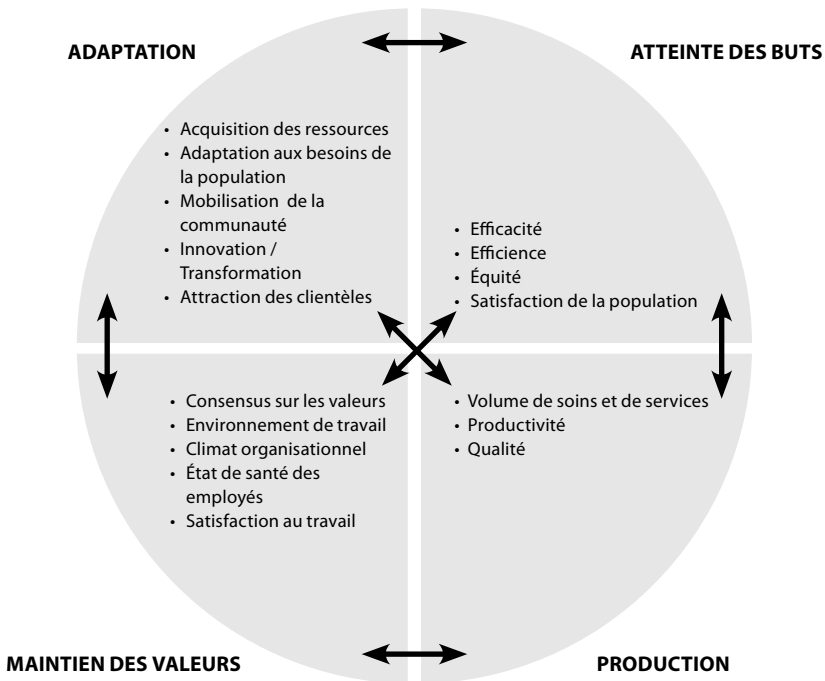 ADAPTATION
ATTEINTE DES BUTS
• Acquisition des ressources
• Adaptation aux besoins de
la population
• Mobilisation de la
communauté
• Innovation /
Transformation
• Attraction des clientèles
• Efficacité
• Efficience
• Équité
• Satisfaction de la population
• Consensus sur les valeurs
• Environnement de travail
• Climat organisationnel
• État de santé des
employés
• Satisfaction au travail
• Volume de soins et de services
• Productivité
• Qualité
MAINTIEN DES VALEURS
PRODUCTION